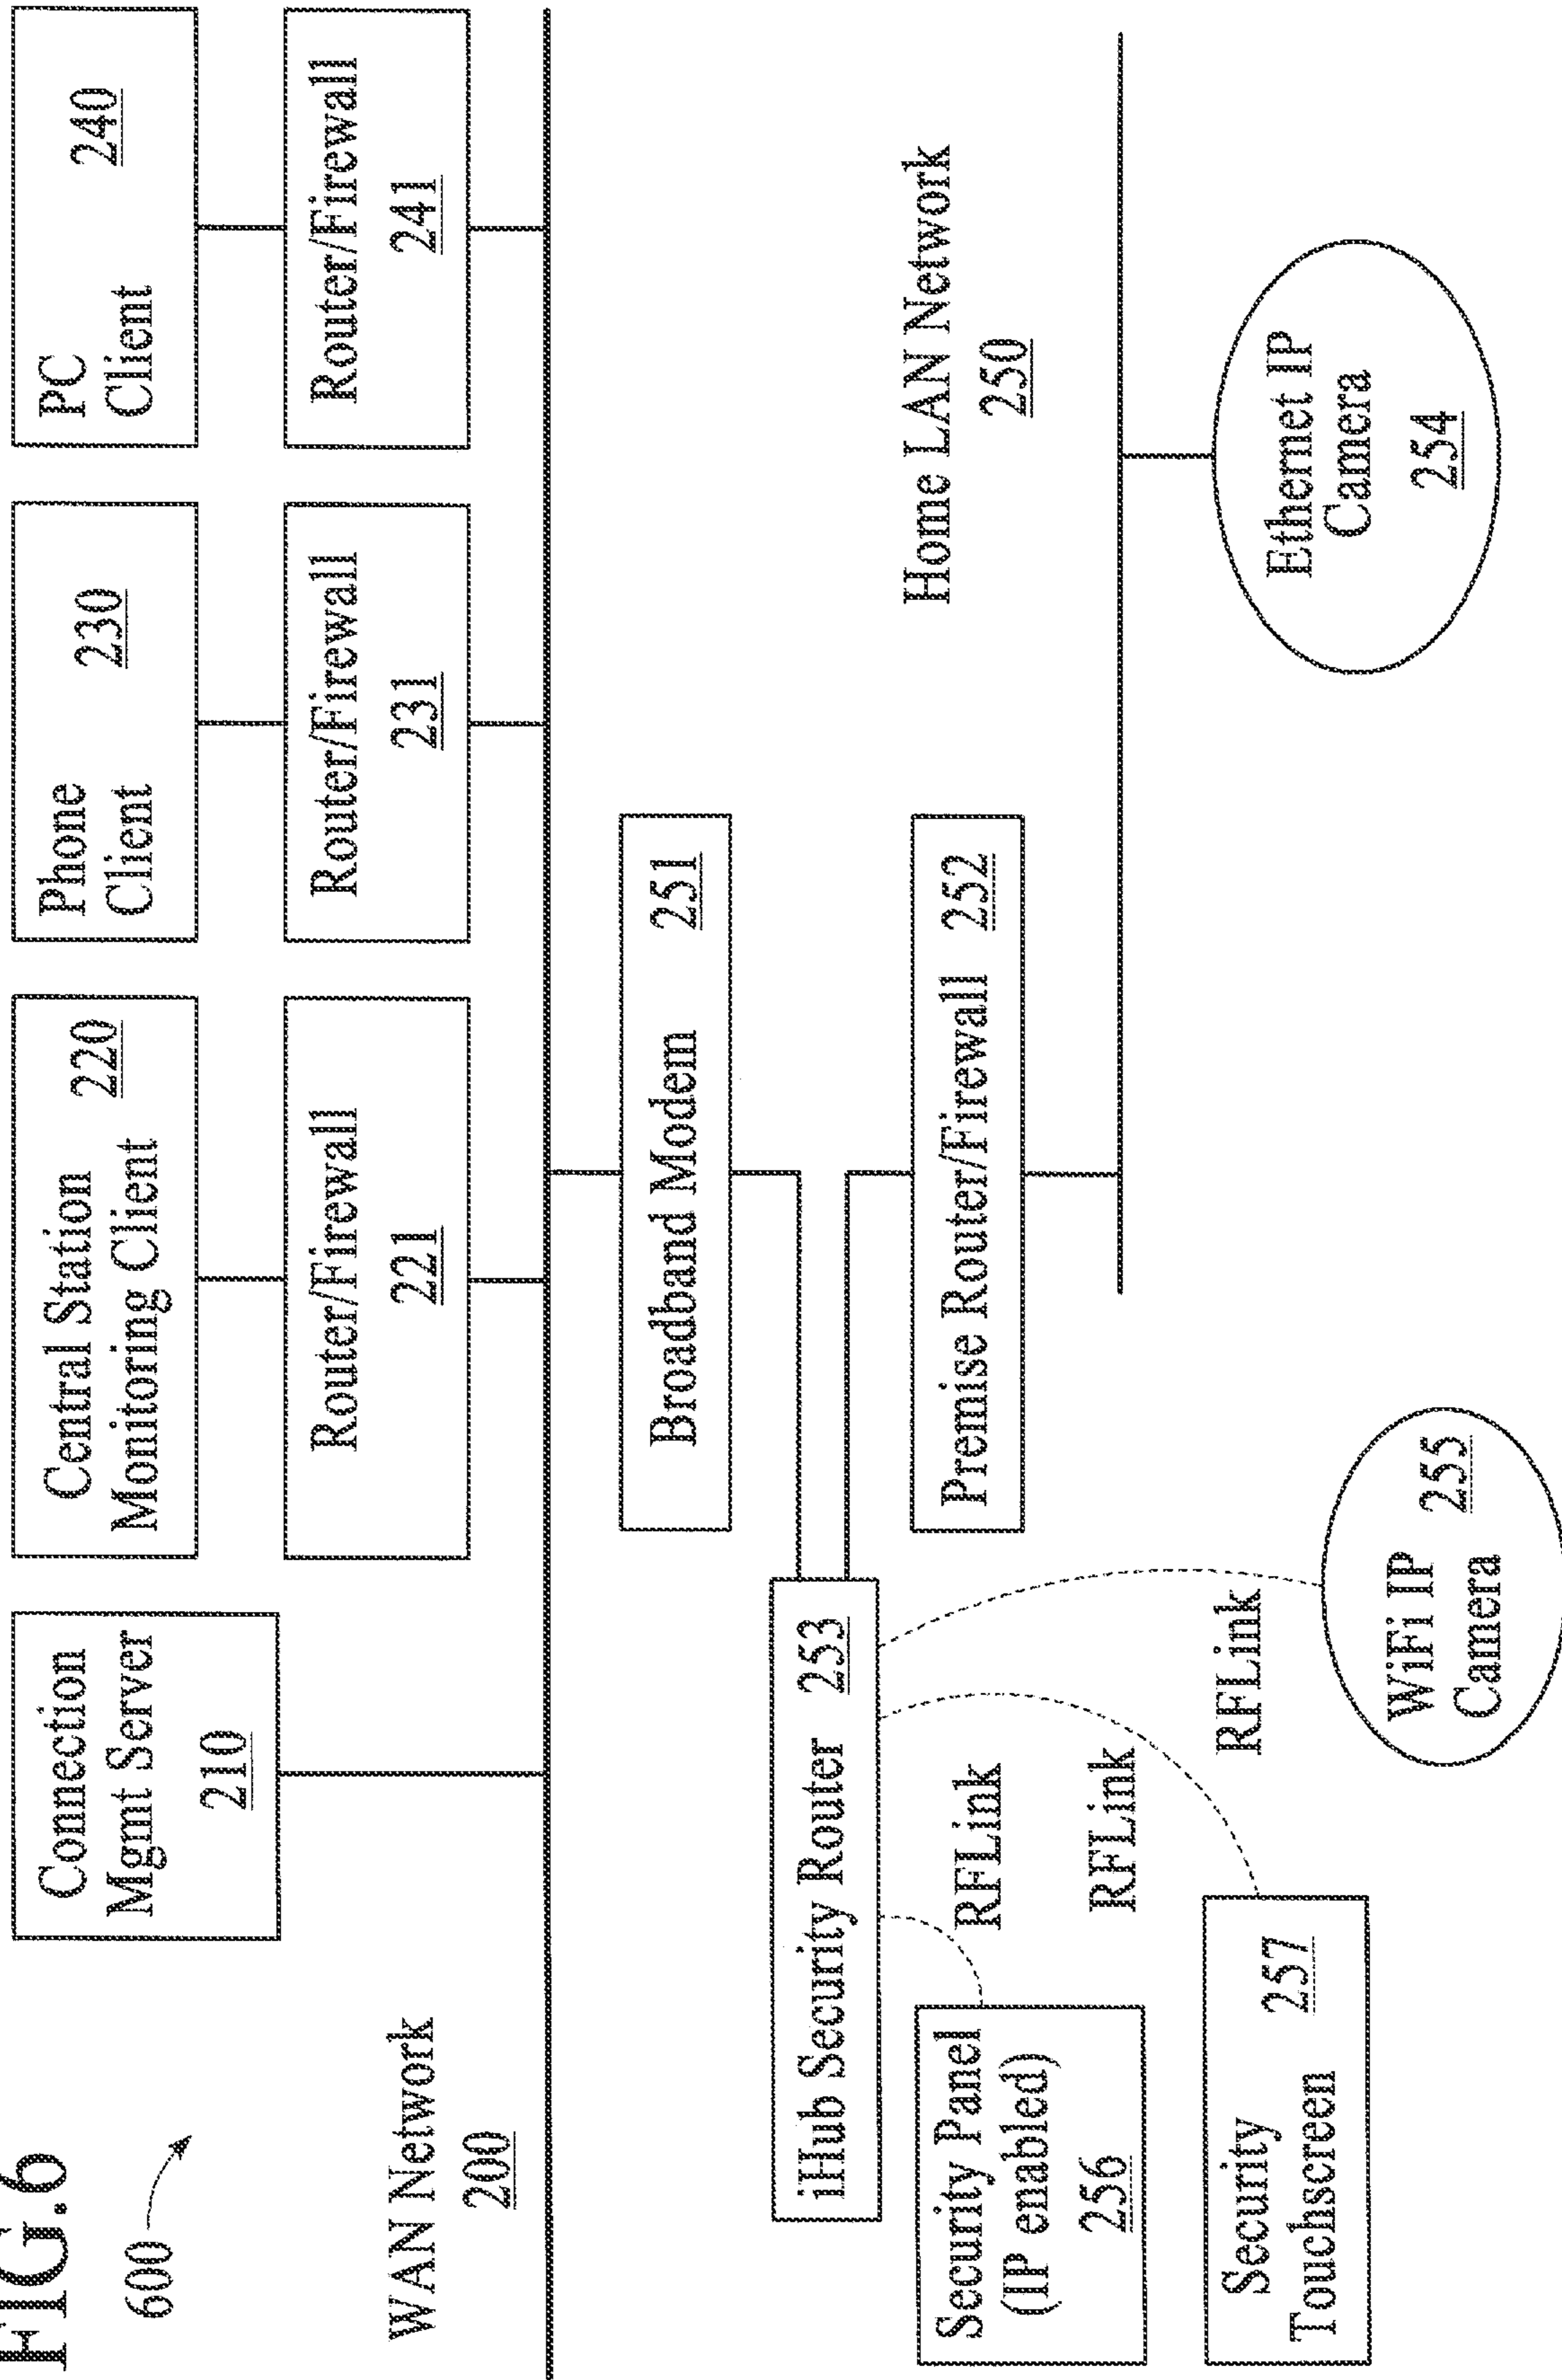 FIG.6
600
WAN Network
200
Connection
Mgmt Server
210
Central Station
Monitoring Client
220
Phone
Client
230
PC
Client
240
Router/Firewall
221
Router/Firewall
231
Router/Firewall
241
Broadband Modem 251
iHub Security Router 253
Premise Router/Firewall 252
Home LAN Network
250
RFLink
RFLink
RFLink
Security Panel
(IP enabled)
256
Security
Touchscreen
257
WiFi IP
Camera
255
Ethernet IP
Camera
254